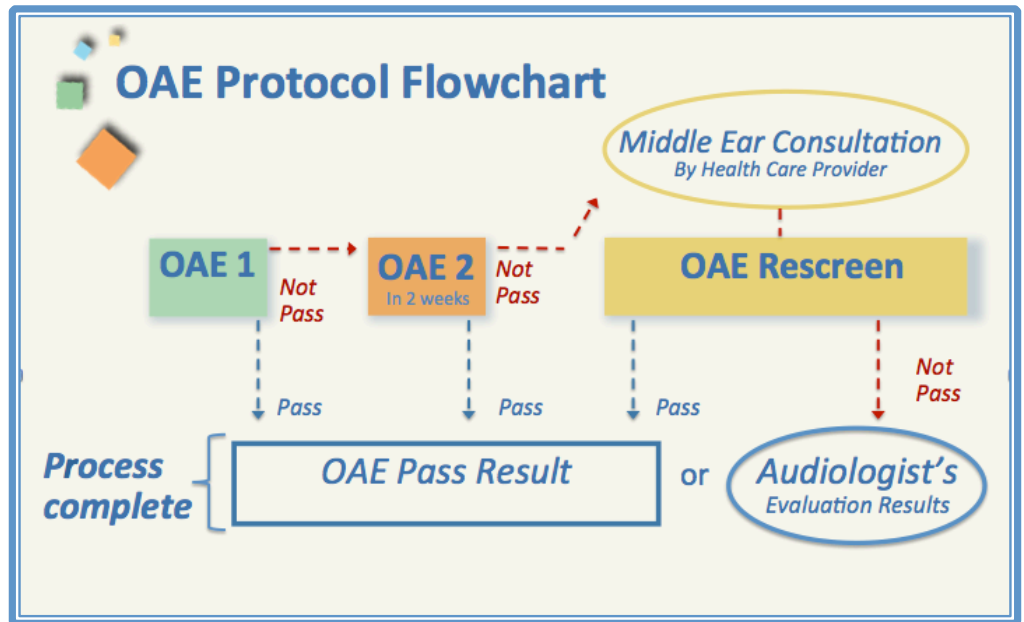 OAE Protocol Flowchart
Middle Ear Consultation
By Health Care Provider
OAE 1
Not
Pass
OAE 2
In 2 weeks
Not
Pass
OAE Rescreen
Not
Pass
Pass
Pass
Pass
Process
complete
OAE Pass Result
or
Audiologist's
Evaluation Results